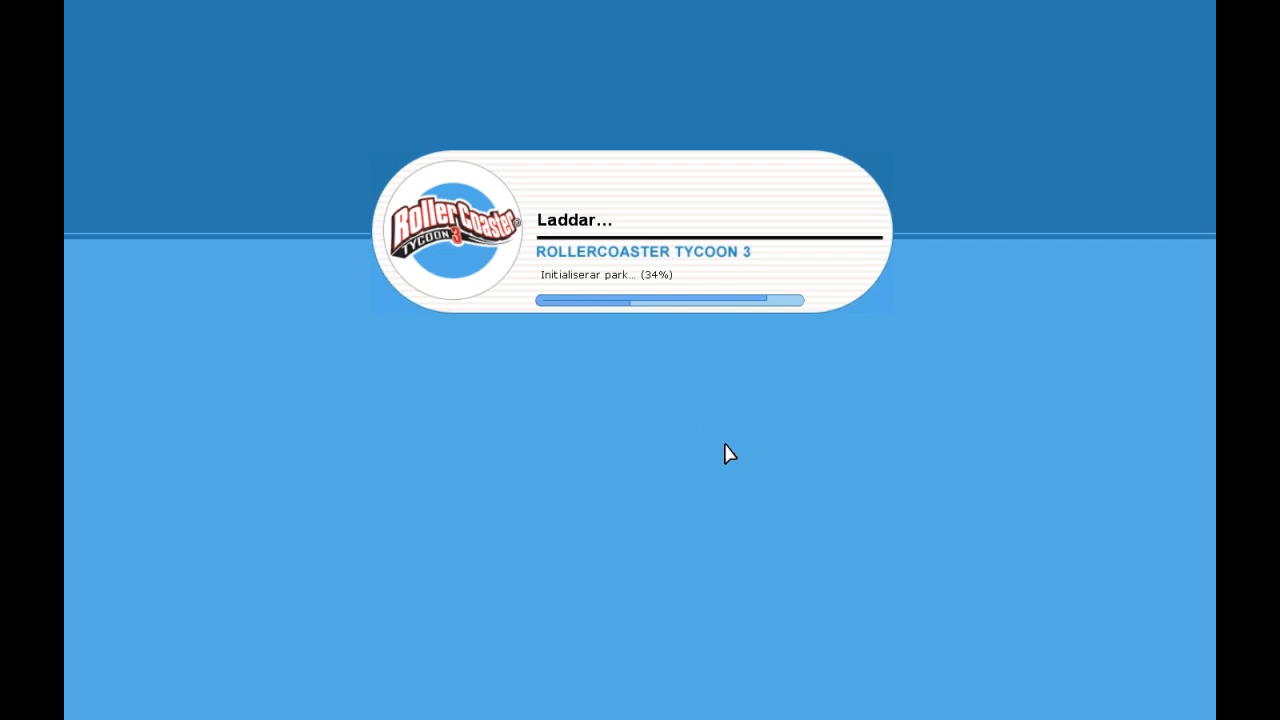 RollerCoaster®
TYCOON 3
Laddar...
ROLLERCOASTER TYCOON 3
Initialiserar park... (34%)